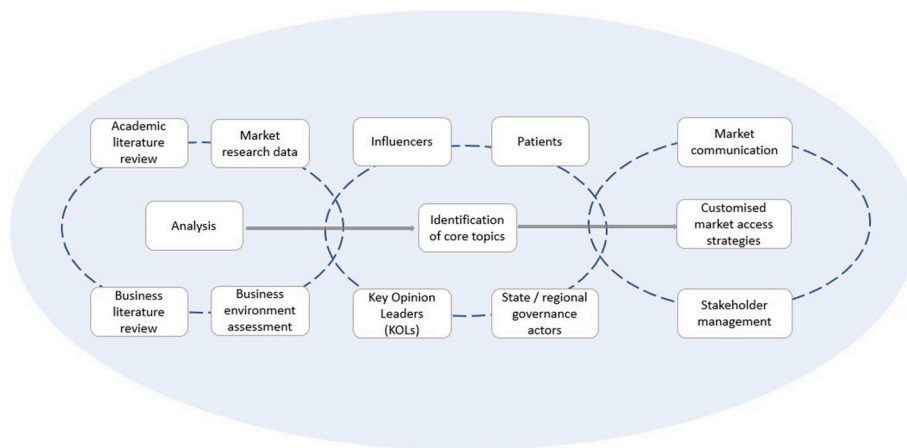 Academic
literature
review
Market
research data
Influencers
Patients
Market
communication
Analysis
Identification
of core topics
Customised
market access
strategies
Business
literature
review
Business
environment
assessment
Key Opinion
Leaders
(KOLs)
State / regional
governance
actors
Stakeholder
management